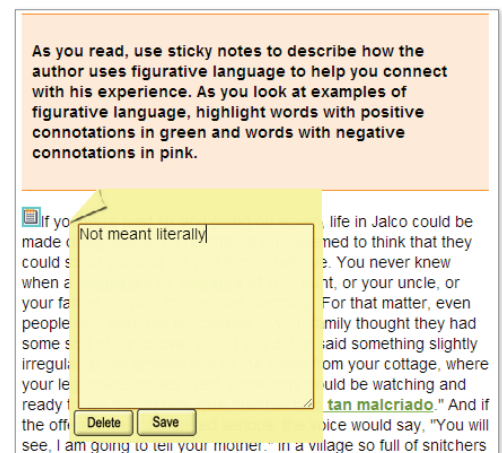 As you read, use sticky notes to describe how the
author uses figurative language to help you connect
with his experience. As you look at examples of
figurative language, highlight words with positive
connotations in green and words with negative
connotations in pink.
If yo , life in Jalco could be
made med to think that they
could s e. You never knew
when a nt, or your uncle, or
your fa For that matter, even
people mily thought they had
some s said something slightly
irregula om your cottage, where
your le uld be watching and
ready t tan malcriado." And if
the off oice would say, "You will
see, I am going to tell your mother." In a village so full of snitchers
Not meant literally
Delete Save